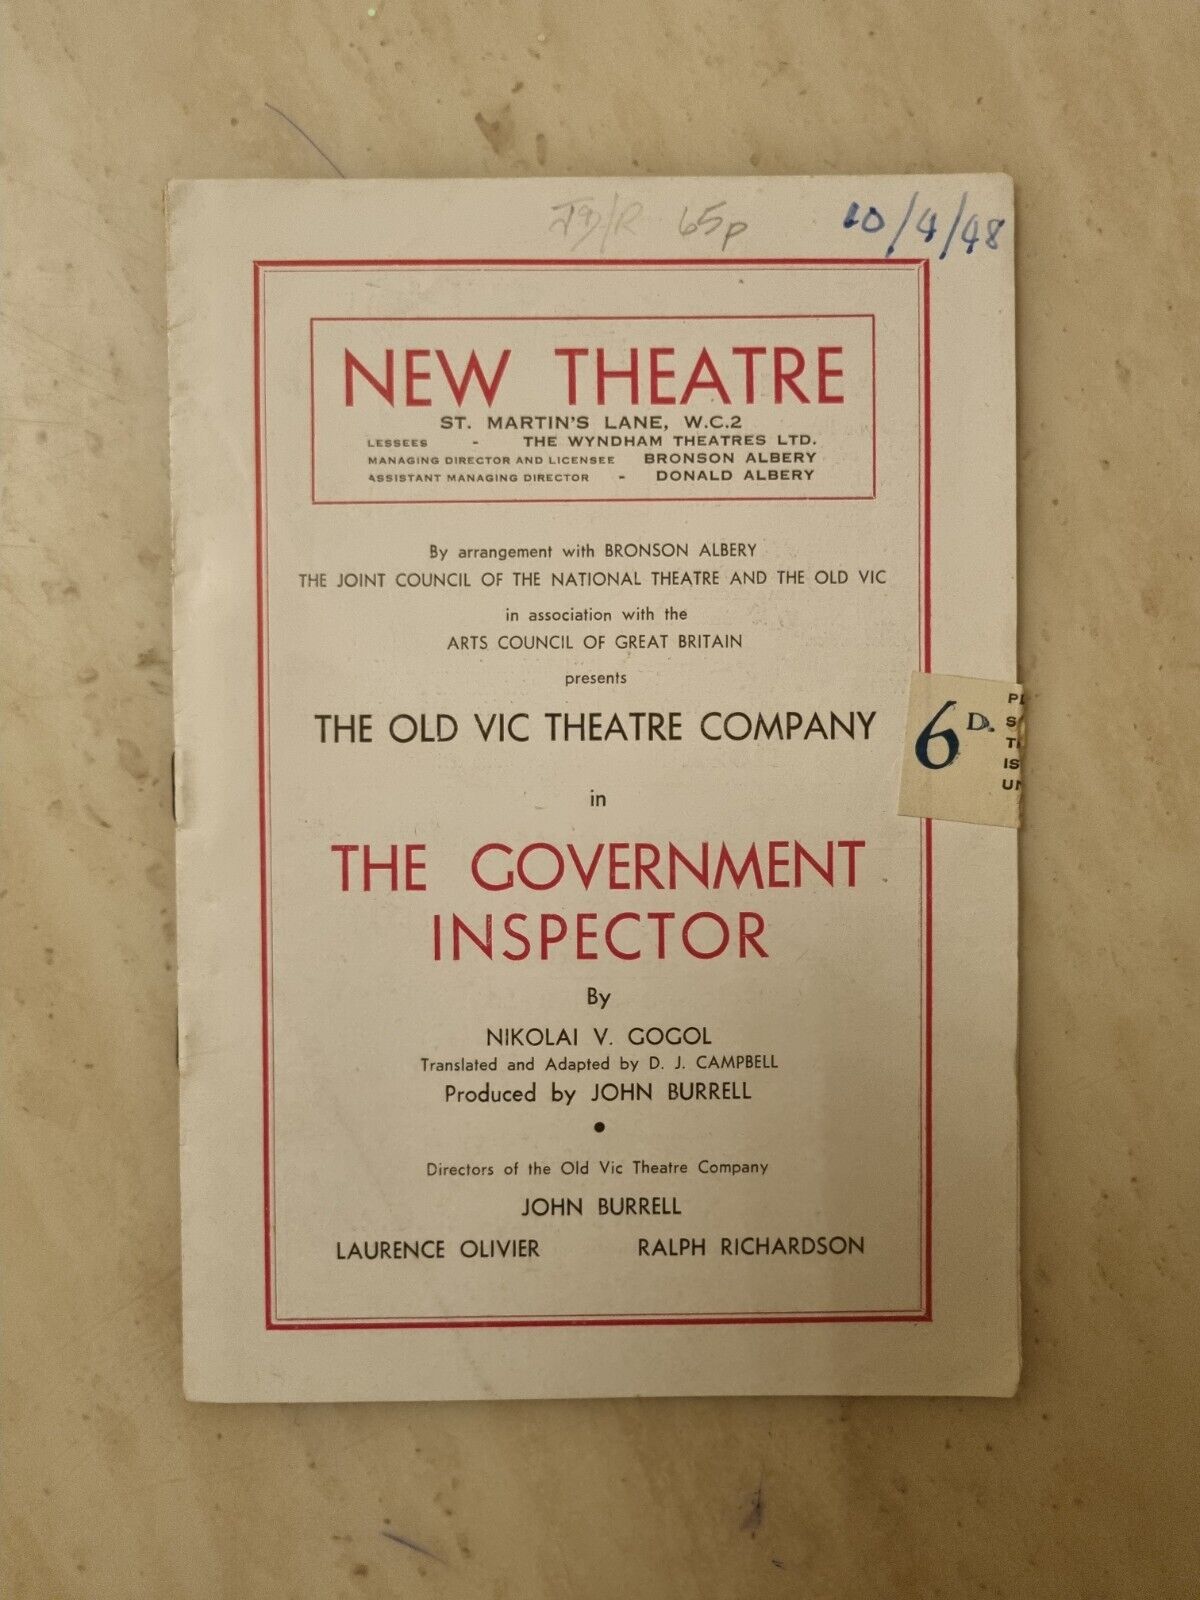 65p 10/4/48
NEW THEATRE
ST. MARTIN'S LANE, W.C.2
LESSEES - THE WYNDHAM THEATRES LTD.
MANAGING DIRECTOR AND LICENSEE BRONSON ALBERY
ASSISTANT MANAGING DIRECTOR - DONALD ALBERY
By arrangement with BRONSON ALBERY
THE JOINT COUNCIL OF THE NATIONAL THEATRE AND THE OLD VIC
in association with the
ARTS COUNCIL OF GREAT BRITAIN
presents
THE OLD VIC THEATRE COMPANY
6D.
in
THE GOVERNMENT
INSPECTOR
By
NIKOLAI V. GOGOL
Translated and Adapted by D. J. CAMPBELL
Produced by JOHN BURRELL
•
Directors of the Old Vic Theatre Company
JOHN BURRELL
LAURENCE OLIVIER RALPH RICHARDSON